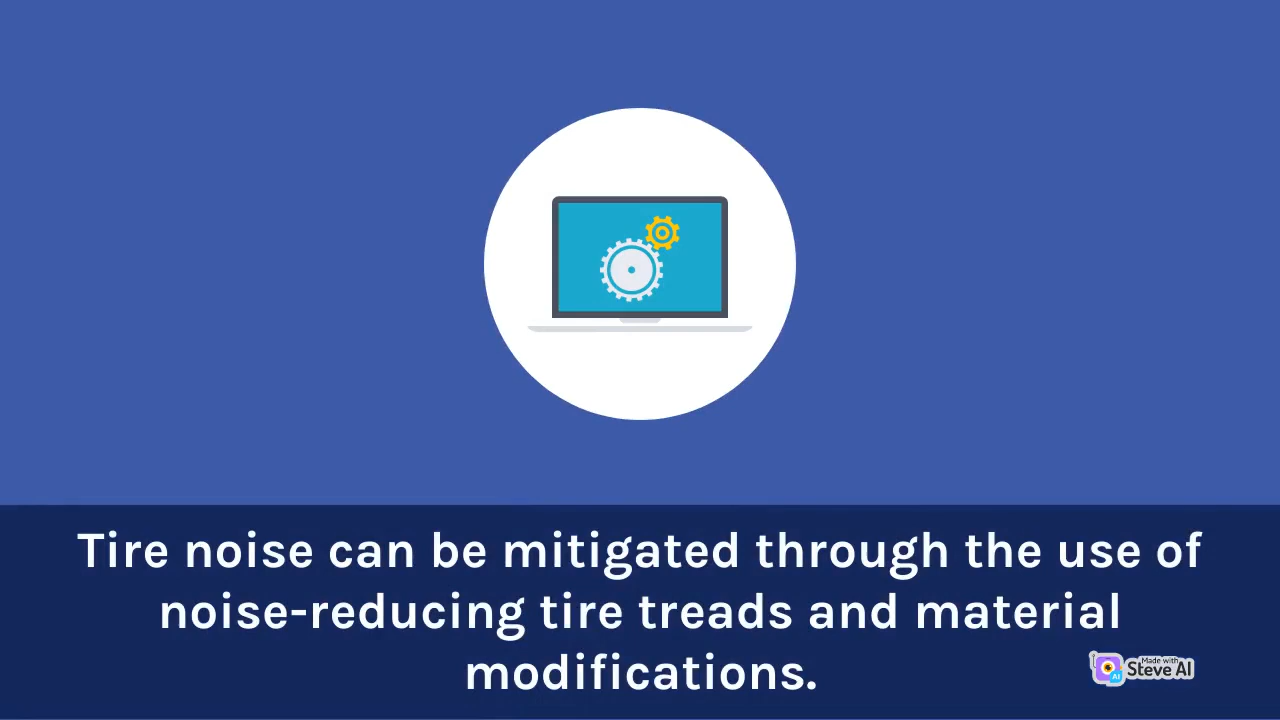 Tire noise can be mitigated through the use of
noise-reducing tire treads and material
modifications.
Made with
Steve AI
AI